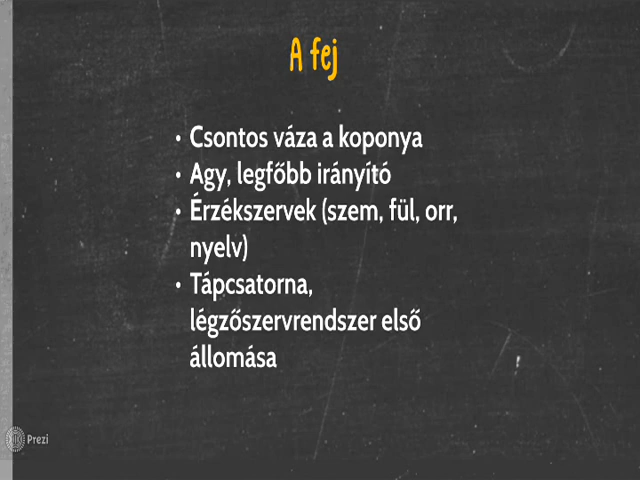 A fej
• Csontos váza a koponya
• Agy, legfőbb irányító
• Érzékszervek (szem, fül, orr,
nyelv)
• Tápcsatorna,
légzőszervrendszer első
állomása
Prezi